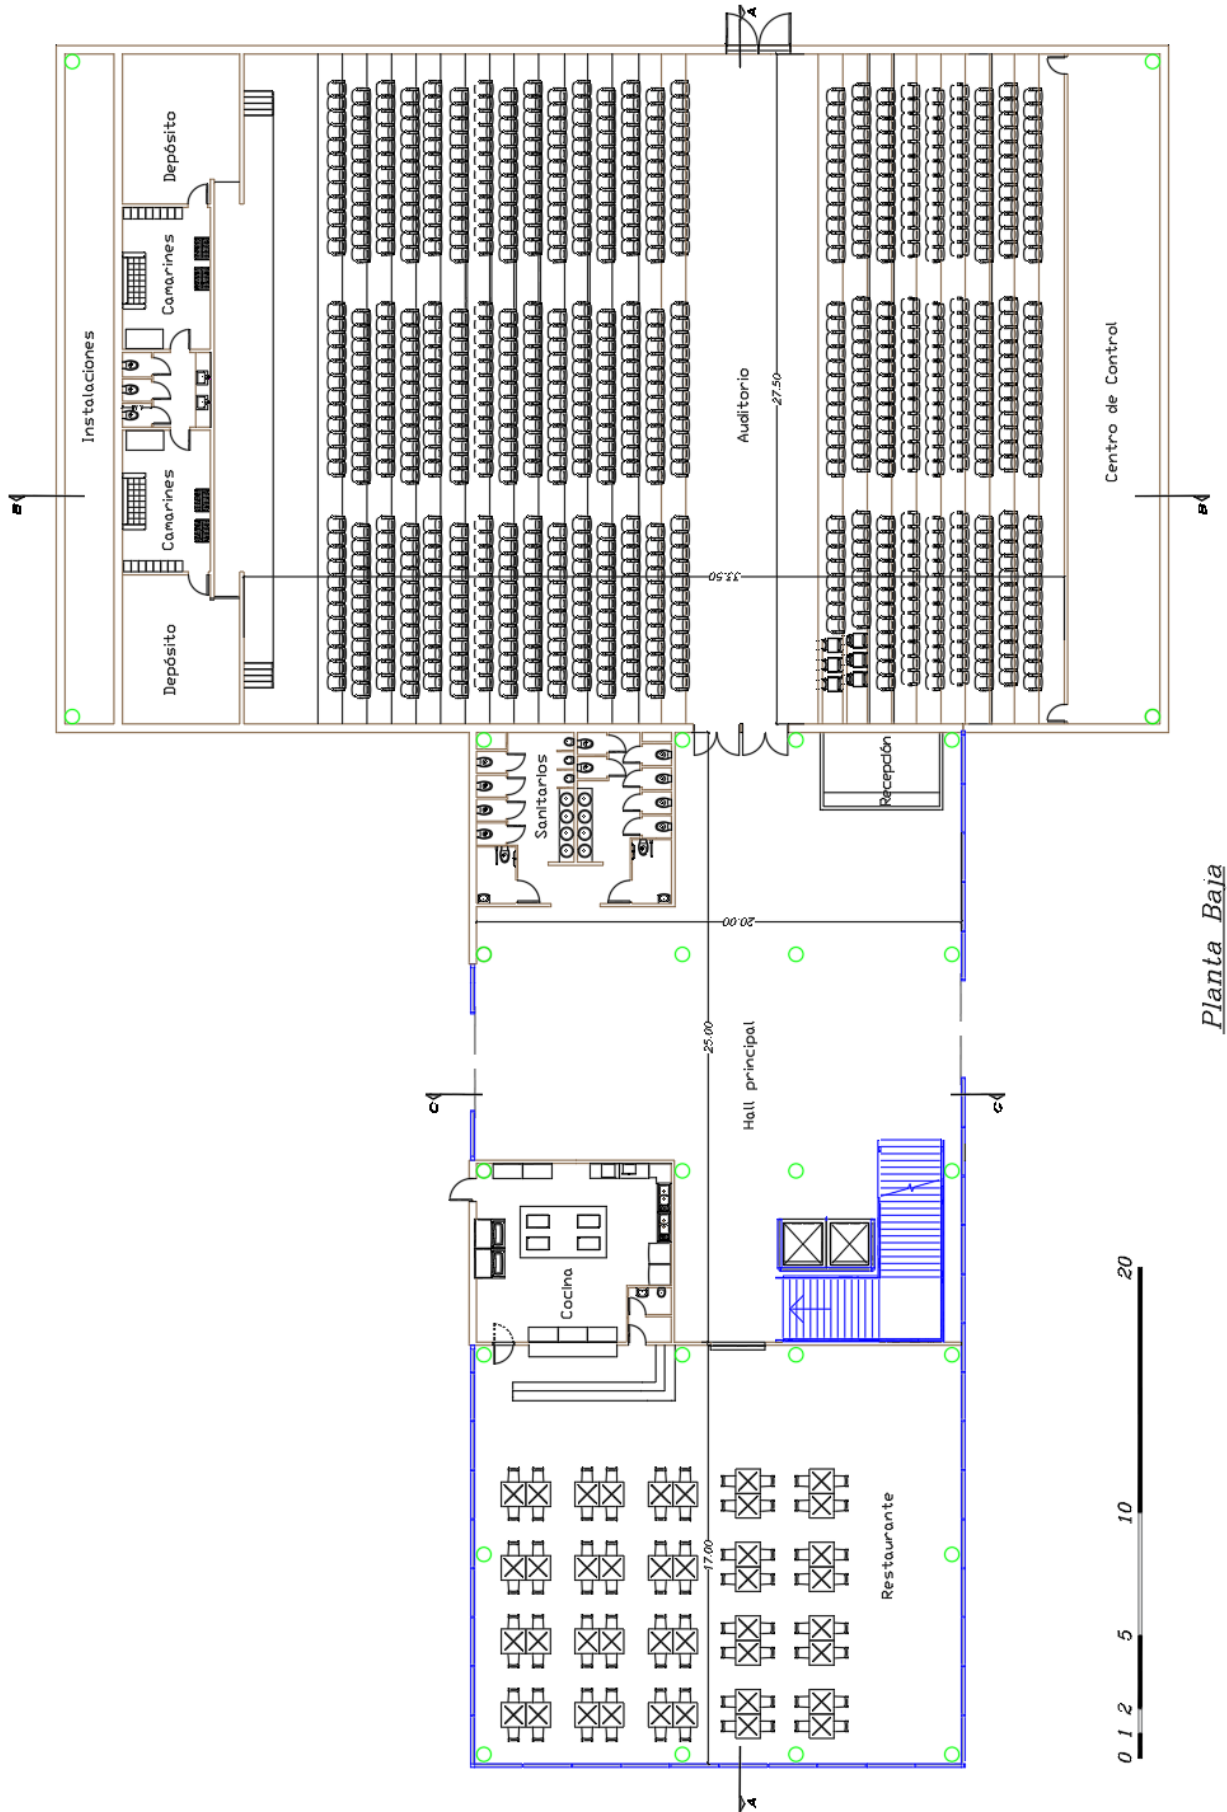 A
B
Instalaciones
Depósito
Camarines
Camarines
Depósito
Auditorio
27.50
33.50
Centro de Control
B
Sanitarios
Recepción
20.00
25.00
Hall principal
C
C
Cocina
17.00
Restaurante
A
Planta Baja
0 1 2 5 10 20